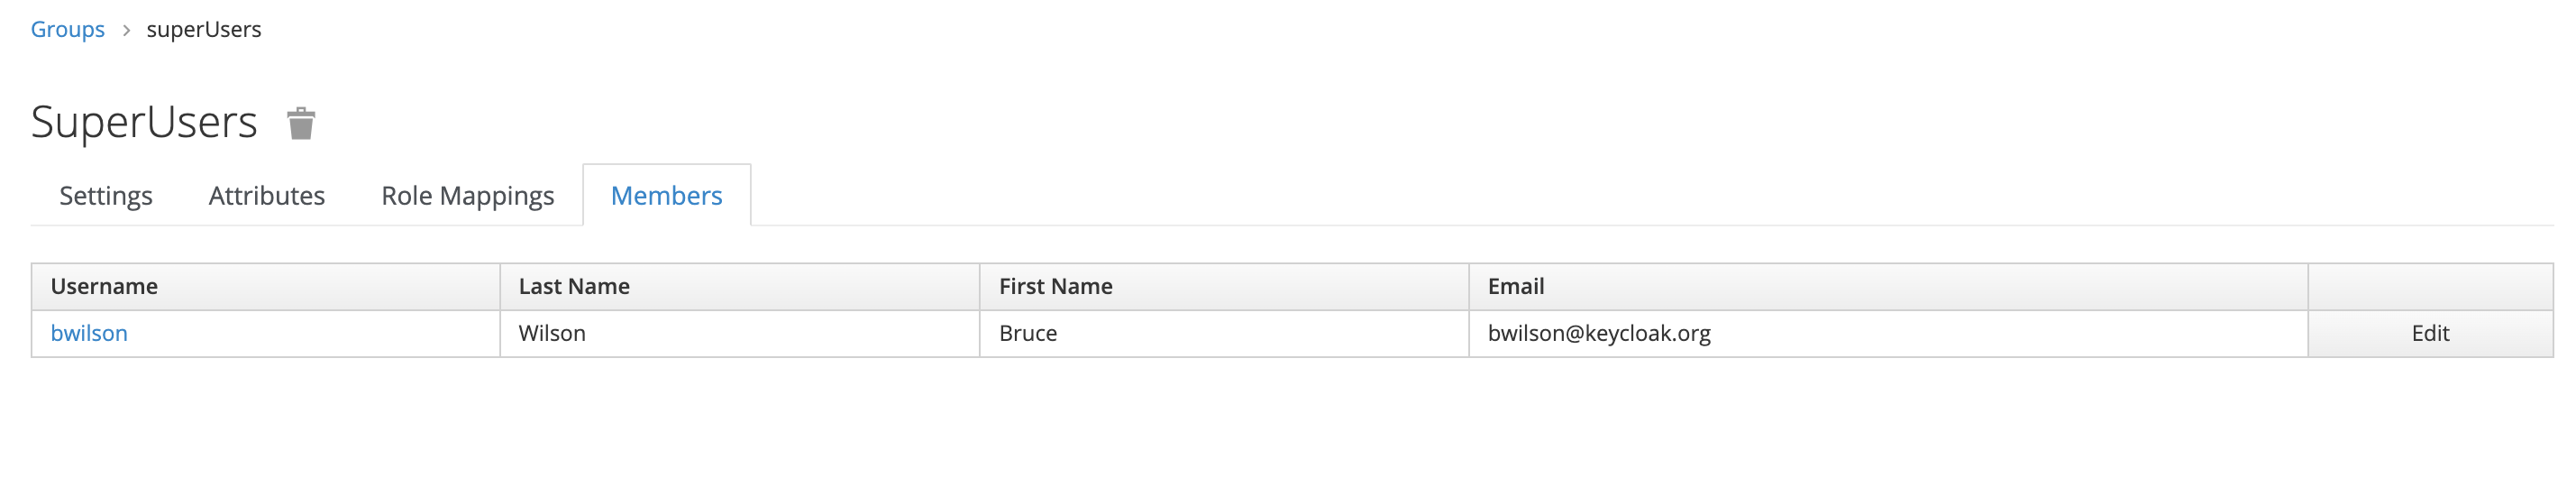 Groups > superUsers
SuperUsers
Settings Attributes Role Mappings Members
Username Last Name First Name Email
bwilson Wilson Bruce bwilson@keycloak.org Edit